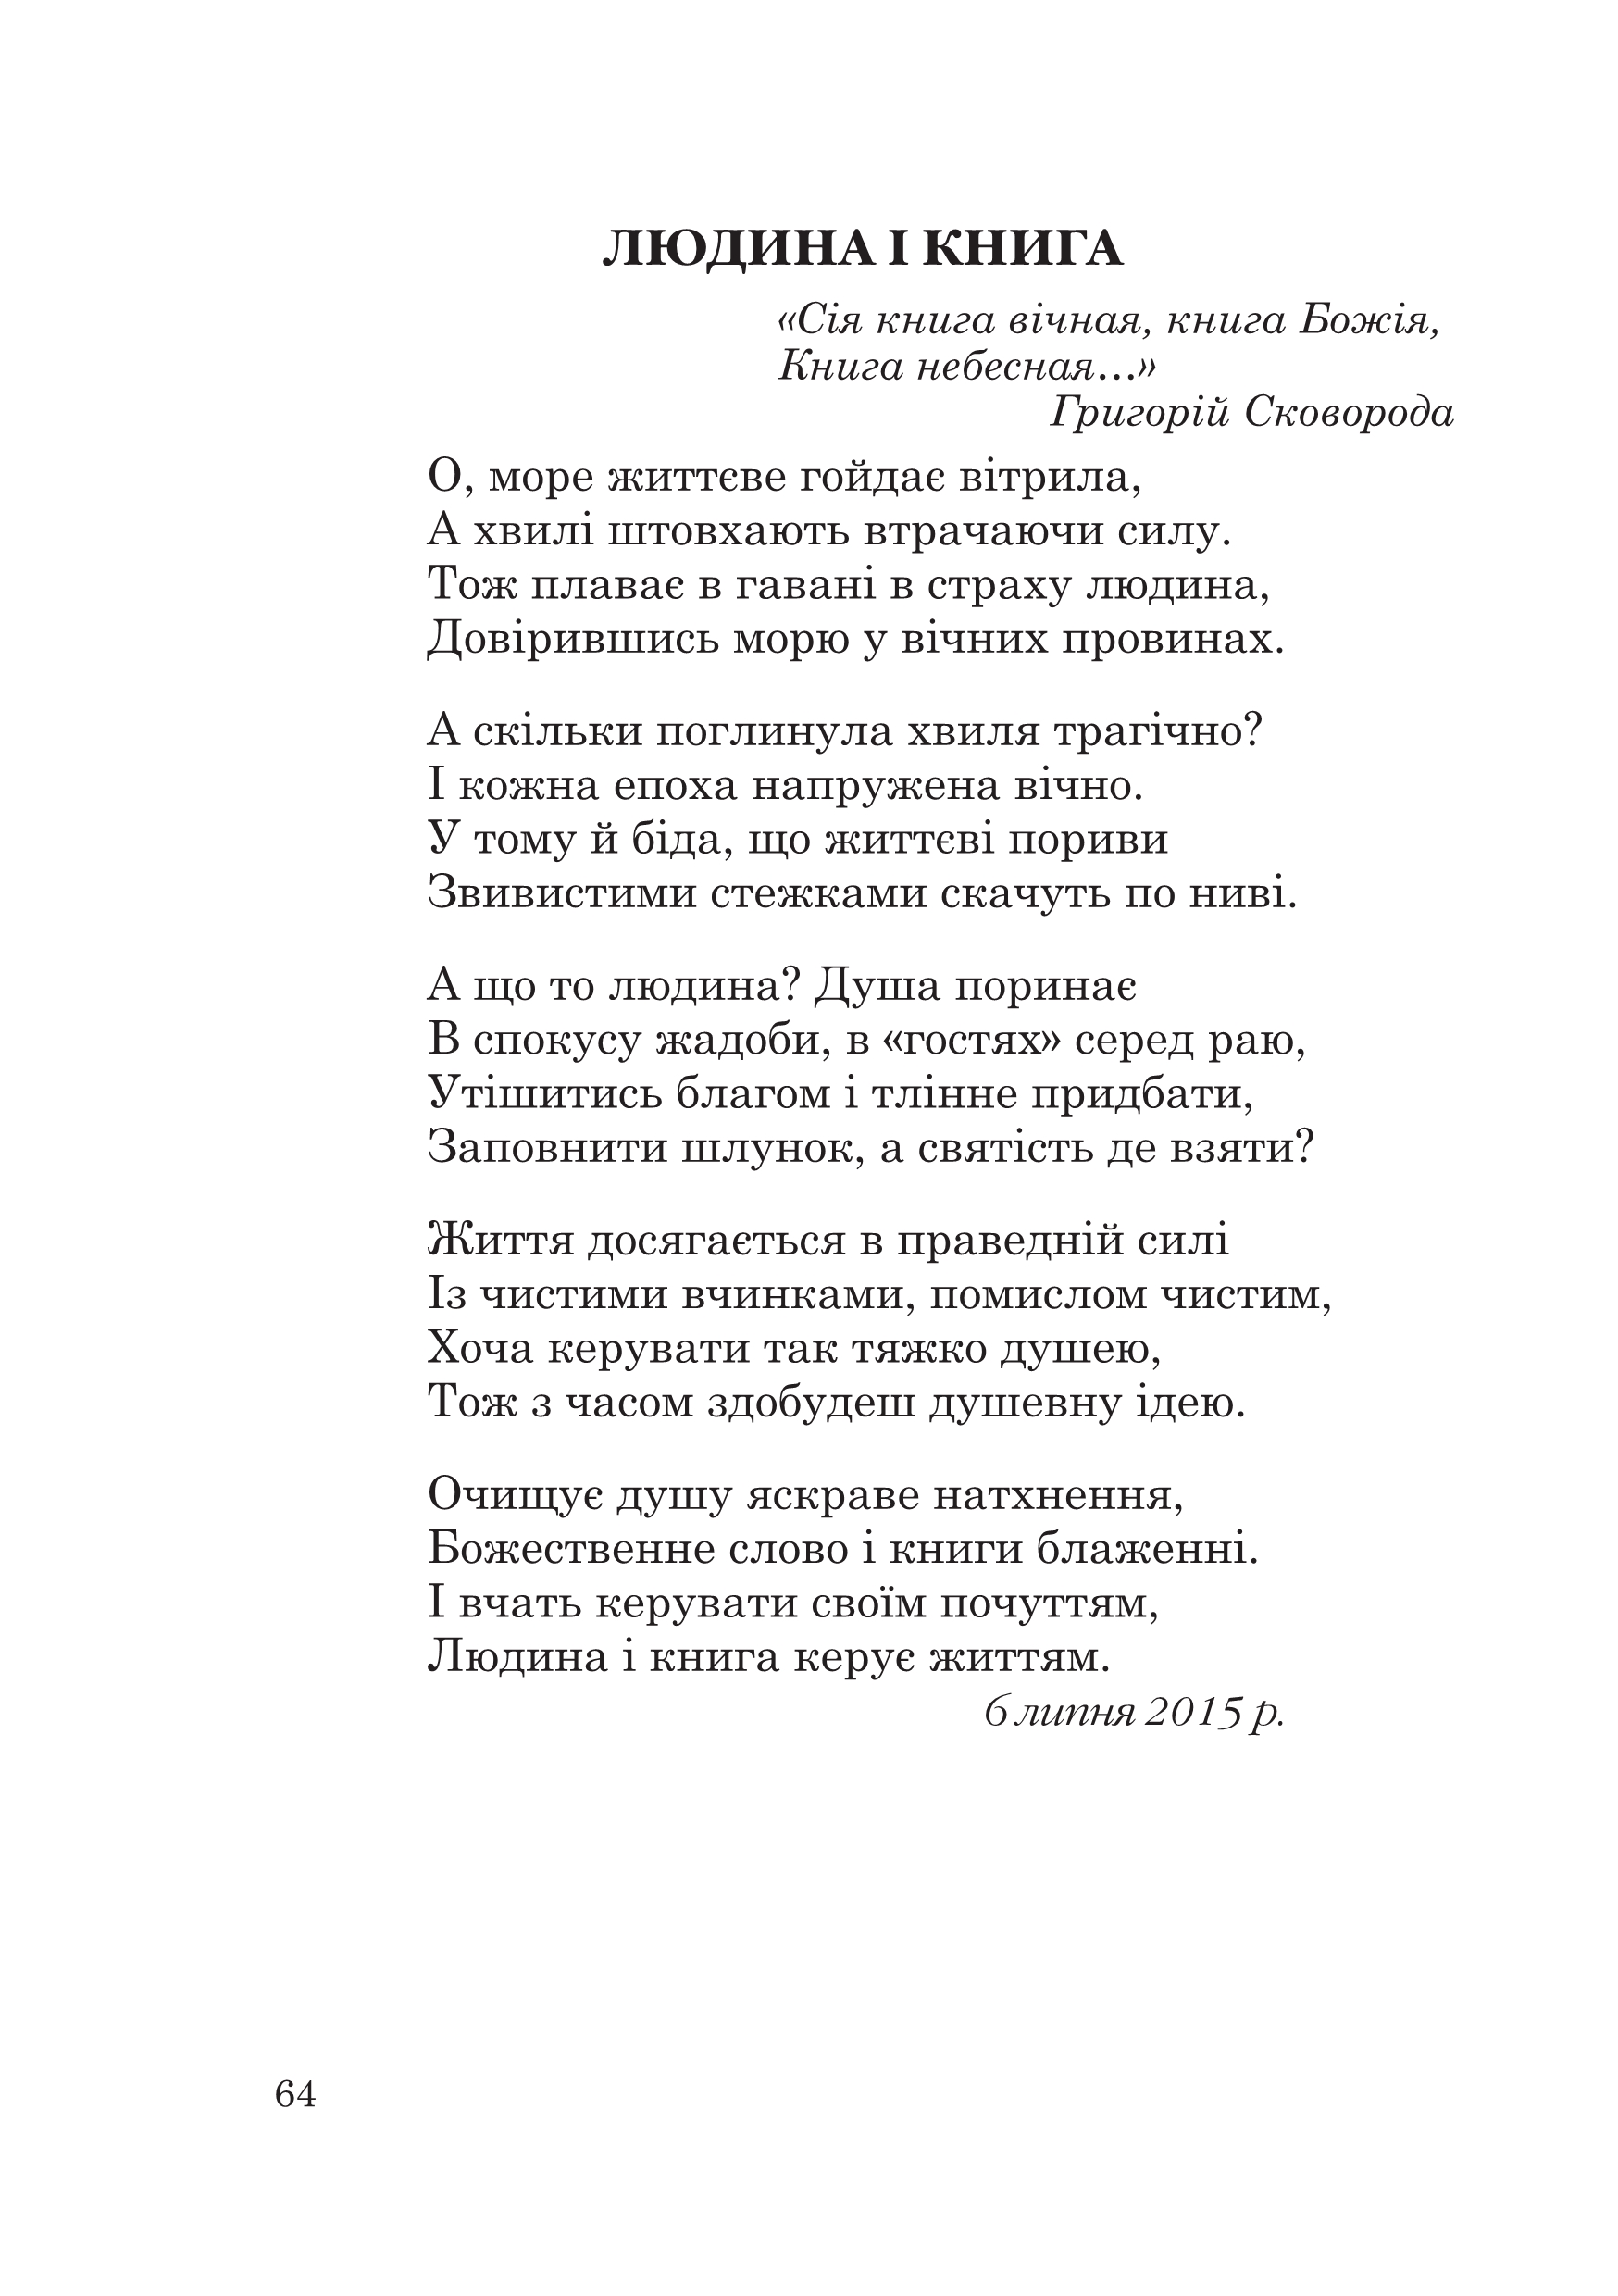 ЛЮДИНА І КНИГА
«Сія книга вічная, книга Божія,
Книга небесная...»
Григорій Сковорода
О, море життєве гойдає вітрила,
А хвилі штовхають втрачаючи силу.
Тож плаває в гавані в страху людина,
Довірившись морю у вічних провинах.
А скільки поглинула хвиля трагічно?
І кожна епоха напружена вічно.
У тому й біда, що життєві пориви
Звивистими стежками скачуть по ниві.
А що то людина? Душа поринає
В спокусу жадоби, в «гостях» серед раю,
Утішитись благом і тлінне придбати,
Заповнити шлунок, а святість де взяти?
Життя досягається в праведній силі
Із чистими вчинками, помислом чистим,
Хоча керувати так тяжко душею,
Тож з часом здобудеш душевну ідею.
Очищує душу яскраве натхнення,
Божественне слово і книги блаженні.
І вчать керувати своїм почуттям,
Людина і книга керує життям.
6 липня 2015 р.
64